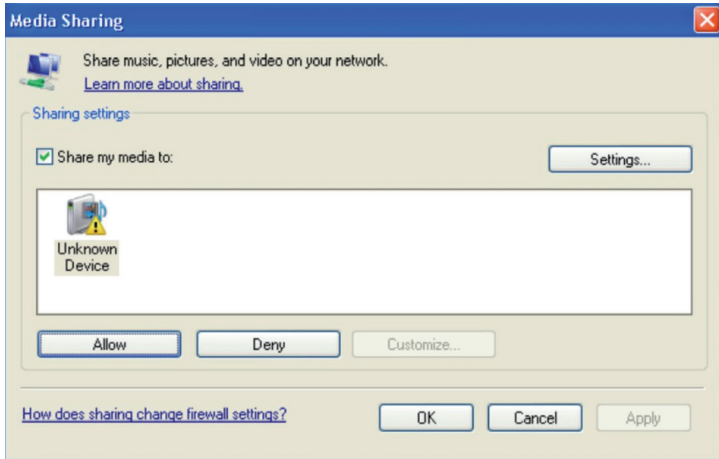 Media Sharing
Share music, pictures, and video on your network.
Learn more about sharing.
Sharing settings
Share my media to:
Settings...
Unknown
Device
Allow
Deny
Customize...
How does sharing change firewall settings?
OK
Cancel
Apply